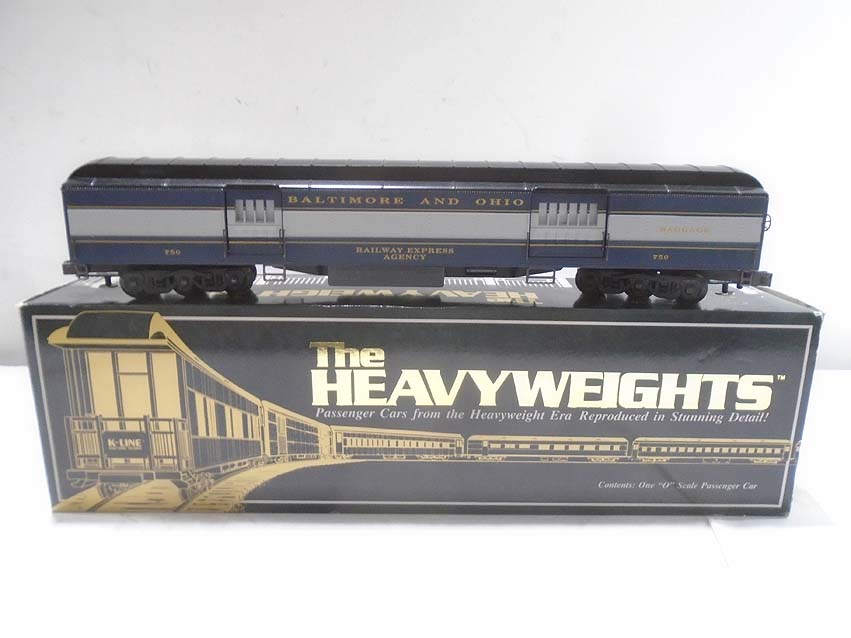 BALTIMORE AND OHIO
BAGGAGE
750
RAILWAY EXPRESS
AGENCY
750
The
HEAVYWEIGHTS™
Passenger Cars from the Heavyweight Era Reproduced in Stunning Detail!
K-LINE
Contents: One "O" Scale Passenger Car